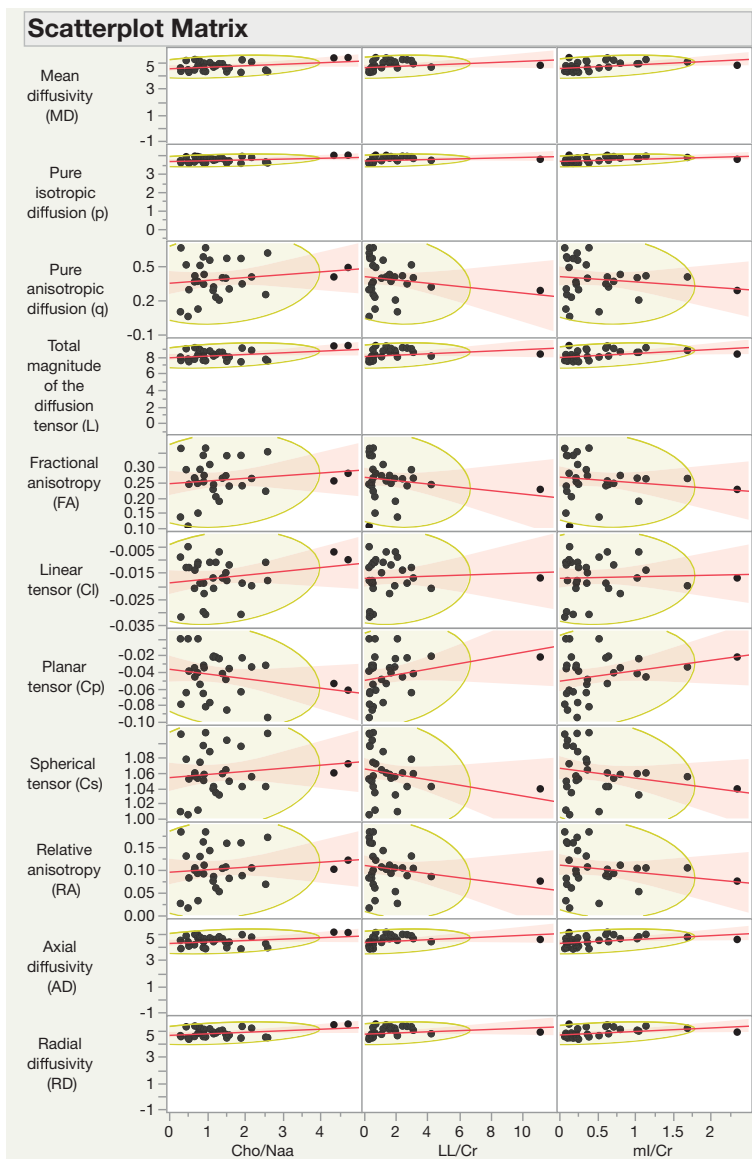 Scatterplot Matrix
Mean
diffusivity
(MD)
5
3
1
-1
Pure
isotropic
diffusion (p)
3
2
1
0
Pure
anisotropic
diffusion (q)
0.5
0.2
-0.1
Total
magnitude
of the
diffusion
tensor (L)
8
6
4
2
0
Fractional
anisotropy
(FA)
0.30
0.25
0.20
0.15
0.10
Linear
tensor (Cl)
-0.005
-0.015
-0.025
-0.035
Planar
tensor (Cp)
-0.02
-0.04
-0.06
-0.08
-0.10
Spherical
tensor (Cs)
1.08
1.06
1.04
1.02
1.00
Relative
anisotropy
(RA)
0.15
0.10
0.05
0.00
Axial
diffusivity
(AD)
5
3
1
-1
Radial
diffusivity
(RD)
5
3
1
-1
0 1 2 3 4
0 2 4 6 8 10
0 0.5 1 1.5 2
Cho/Naa LL/Cr ml/Cr